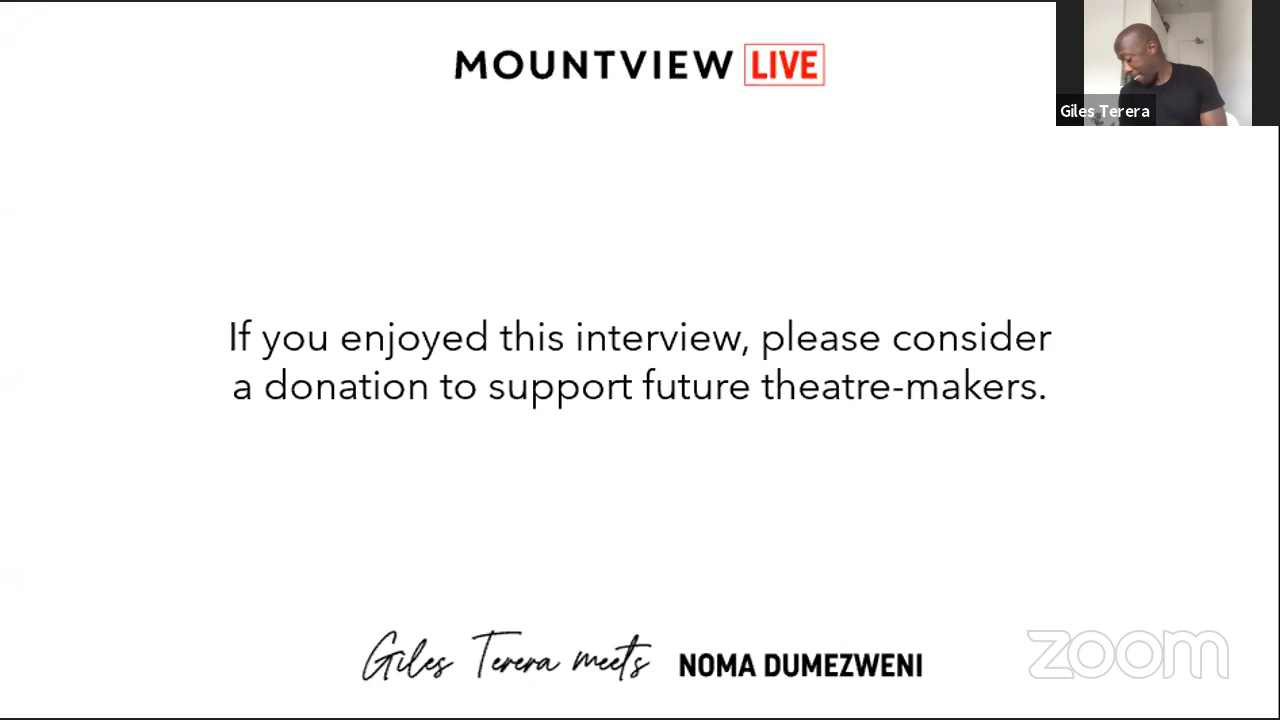 MOUNTVIEW LIVE
Giles Terera
If you enjoyed this interview, please consider
a donation to support future theatre-makers.
Giles Terera meets NOMA DUMEZWENI
zoom